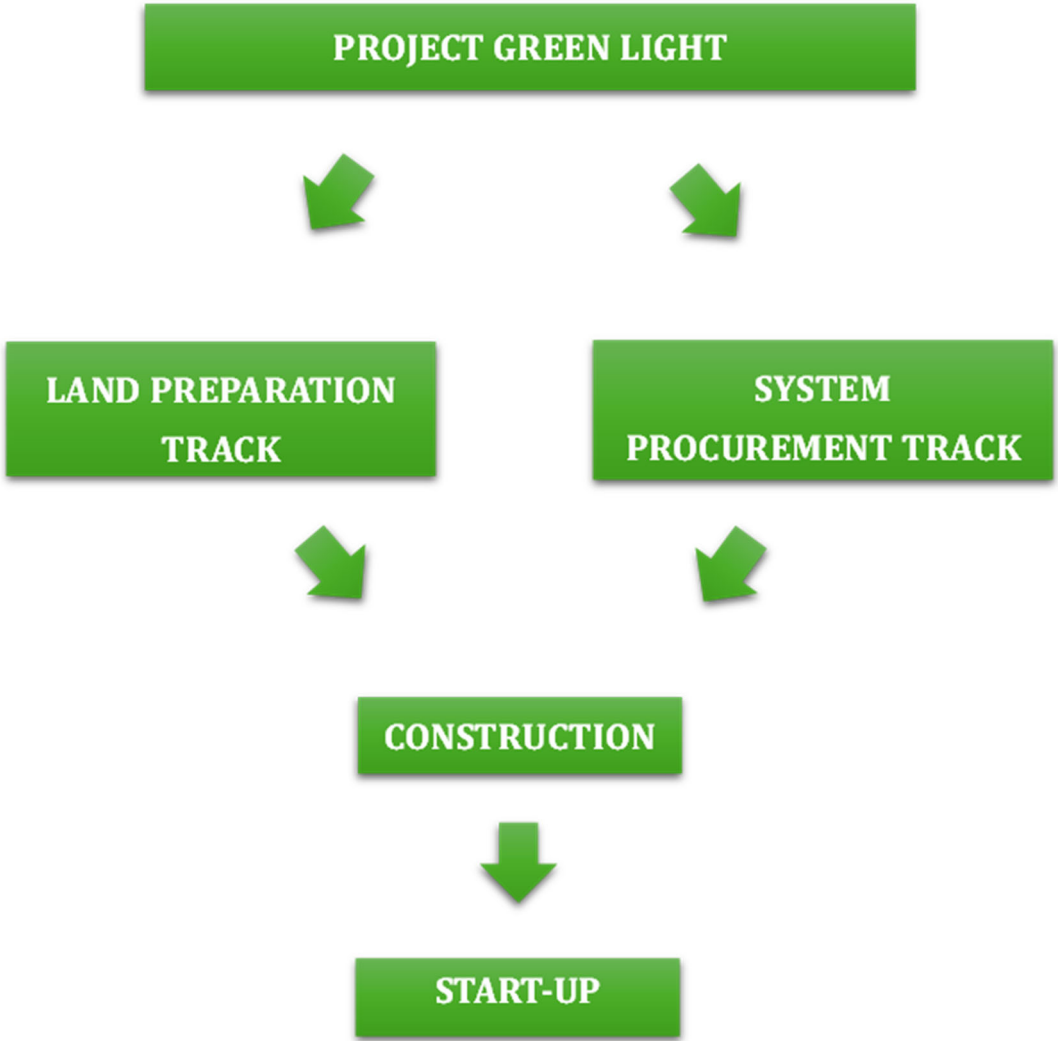 PROJECT GREEN LIGHT
LAND PREPARATION
TRACK
SYSTEM
PROCUREMENT TRACK
CONSTRUCTION
START-UP